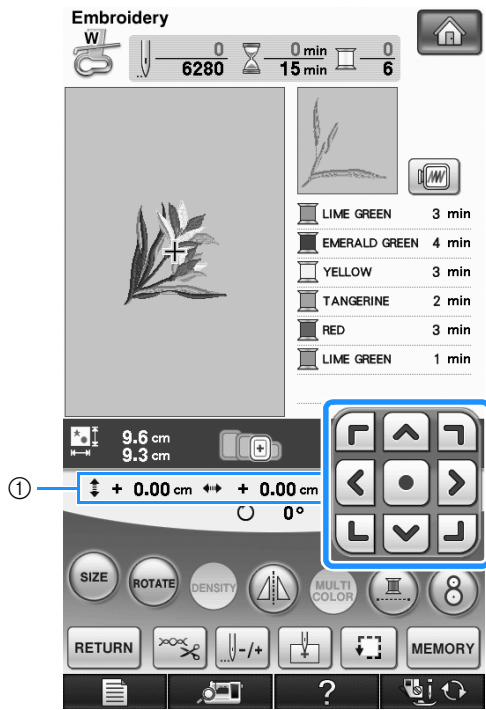 Embroidery
W
0 0 min 0
6280 15 min 6
LIME GREEN 3 min
EMERALD GREEN 4 min
YELLOW 3 min
TANGERINE 2 min
RED 3 min
LIME GREEN 1 min
9.6 cm
9.3 cm
① + 0.00 cm + 0.00 cm
0°
SIZE ROTATE DENSITY MULTI COLOR 8
RETURN -/+ MEMORY
?